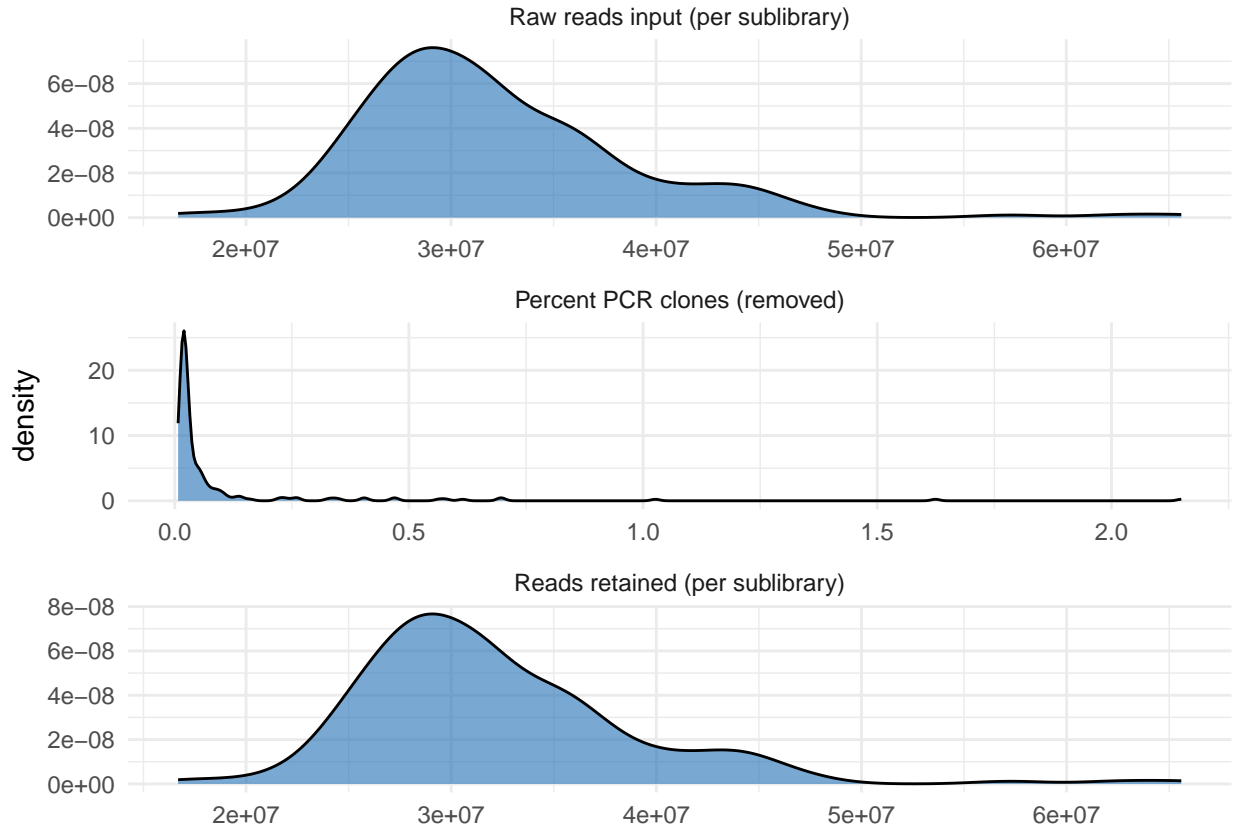 Raw reads input (per sublibrary)
6e−08
4e−08
2e−08
0e+00
2e+07 3e+07 4e+07 5e+07 6e+07
Percent PCR clones (removed)
density
20
10
0
0.0 0.5 1.0 1.5 2.0
Reads retained (per sublibrary)
8e−08
6e−08
4e−08
2e−08
0e+00
2e+07 3e+07 4e+07 5e+07 6e+07